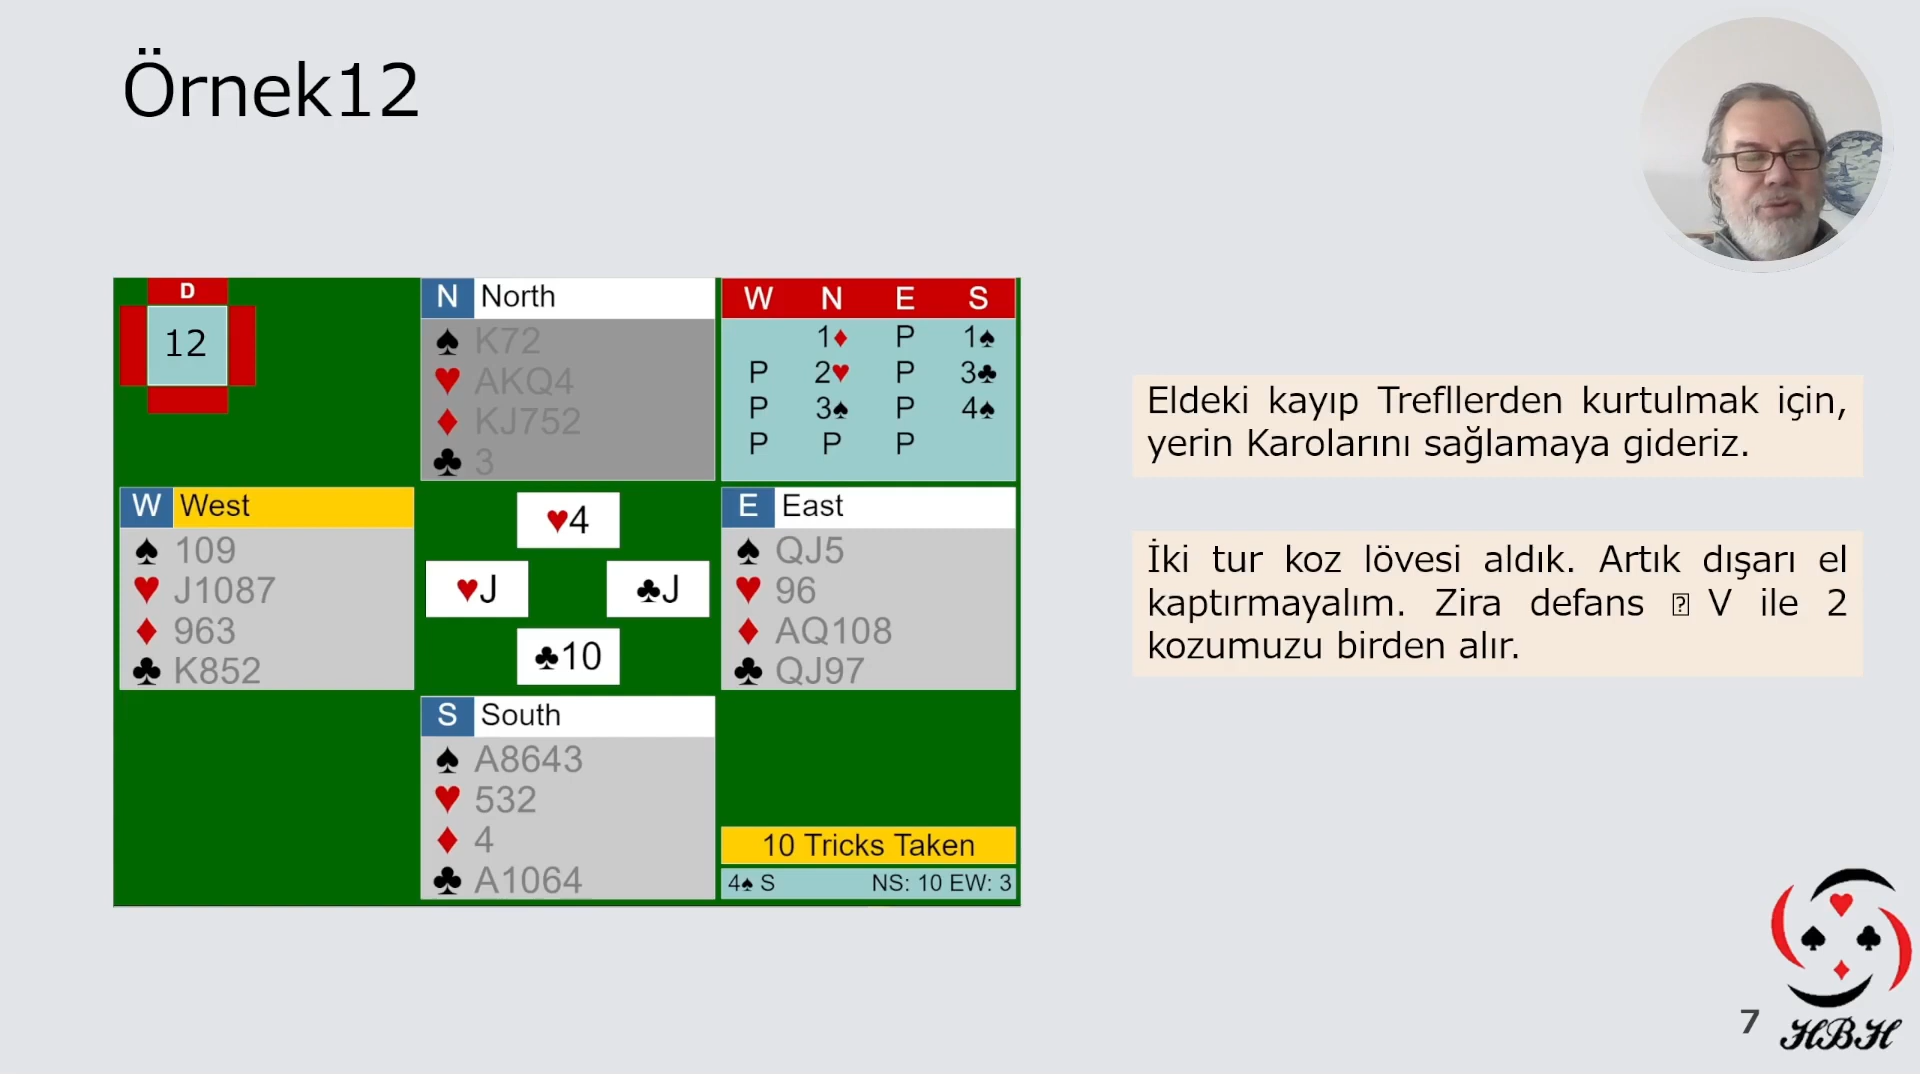 Örnek12
D
12
N North
♠ K72
♥ AKQ4
♦ KJ752
♣ 3
W N E S
1♦ P 1♠
P 2♥ P 3♣
P 3♠ P 4♠
P P P
W West
♠ 109
♥ J1087
♦ 963
♣ K852
♥4
♥J
♣J
♣10
E East
♠ QJ5
♥ 96
♦ AQ108
♣ QJ97
S South
♠ A8643
♥ 532
♦ 4
♣ A1064
10 Tricks Taken
4♠ S NS: 10 EW: 3
Eldeki kayıp Trefllerden kurtulmak için,
yerin Karolarını sağlamaya gideriz.
İki tur koz lövesi aldık. Artık dışarı el
kaptırmayalım. Zira defans ⍰ V ile 2
kozumuzu birden alır.
7
HBH